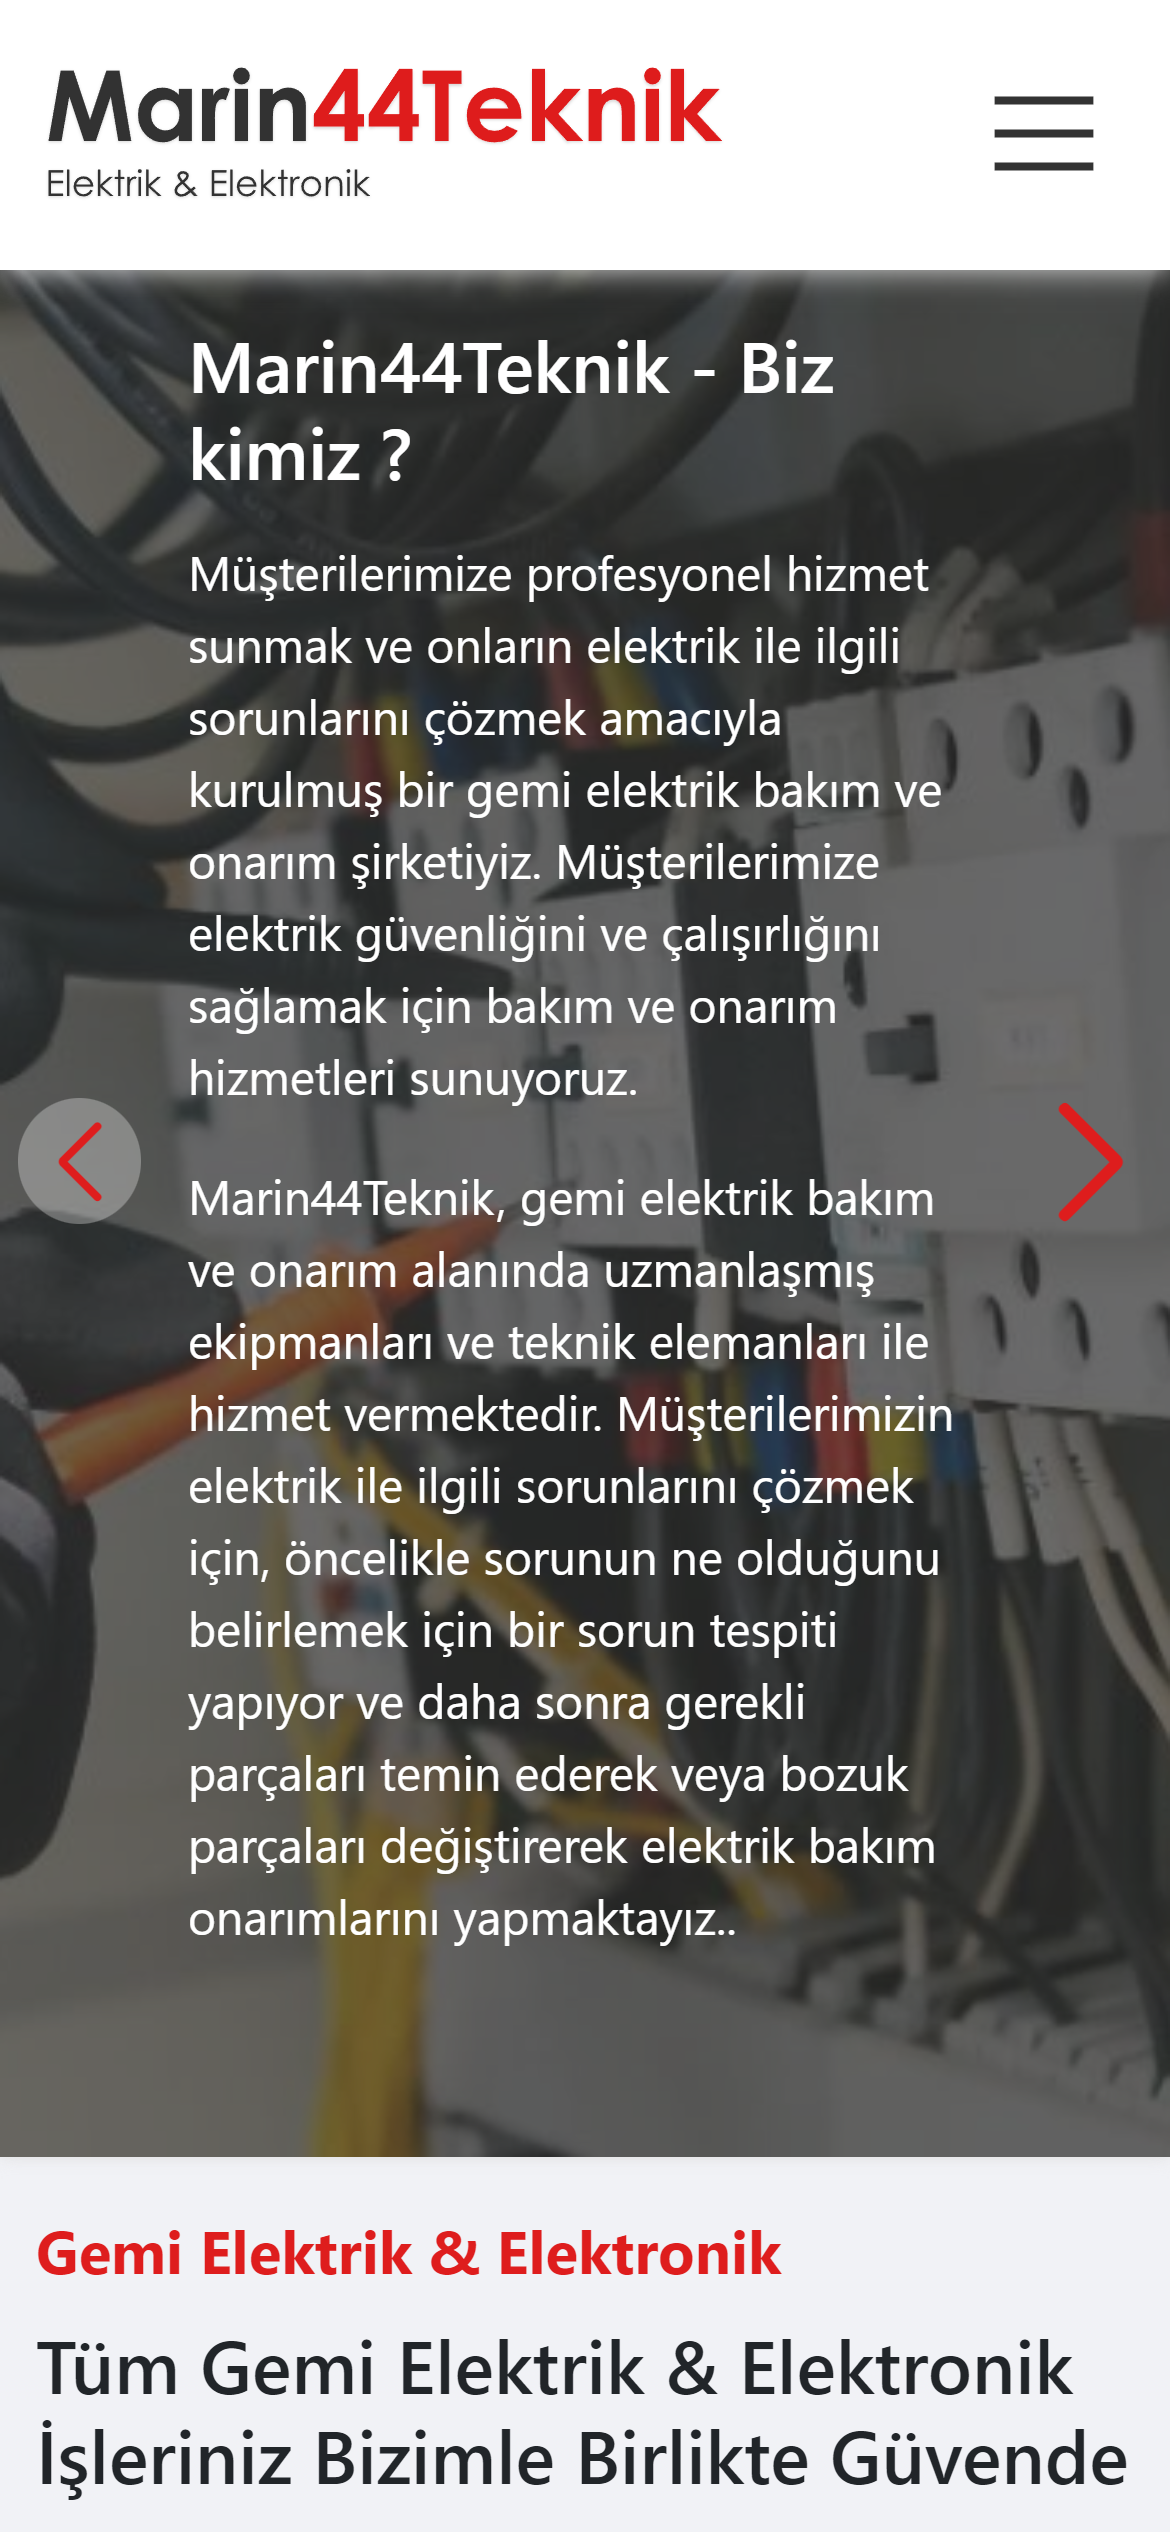 Marin44Teknik
Elektrik & Elektronik
Marin44Teknik - Biz
kimiz ?
Müşterilerimize profesyonel hizmet
sunmak ve onların elektrik ile ilgili
sorunlarını çözmek amacıyla
kurulmuş bir gemi elektrik bakım ve
onarım şirketiyiz. Müşterilerimize
elektrik güvenliğini ve çalışırlığını
sağlamak için bakım ve onarım
hizmetleri sunuyoruz.
Marin44Teknik, gemi elektrik bakım
ve onarım alanında uzmanlaşmış
ekipmanları ve teknik elemanları ile
hizmet vermektedir. Müşterilerimizin
elektrik ile ilgili sorunlarını çözmek
için, öncelikle sorunun ne olduğunu
belirlemek için bir sorun tespiti
yapıyor ve daha sonra gerekli
parçaları temin ederek veya bozuk
parçaları değiştirerek elektrik bakım
onarımlarını yapmaktayız..
Gemi Elektrik & Elektronik
Tüm Gemi Elektrik & Elektronik
İşleriniz Bizimle Birlikte Güvende